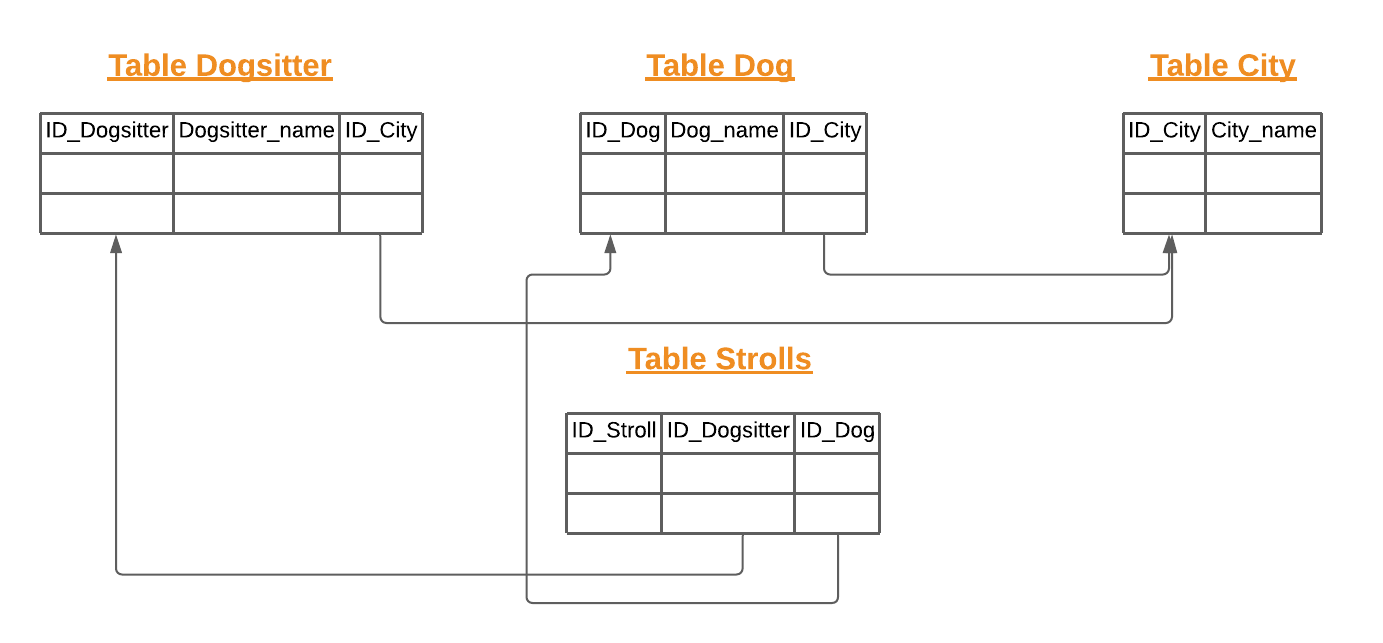 Table Dogsitter
Table Dog
Table City
ID_Dogsitter Dogsitter_name ID_City
ID_Dog Dog_name ID_City
ID_City City_name
Table Strolls
ID_Stroll ID_Dogsitter ID_Dog